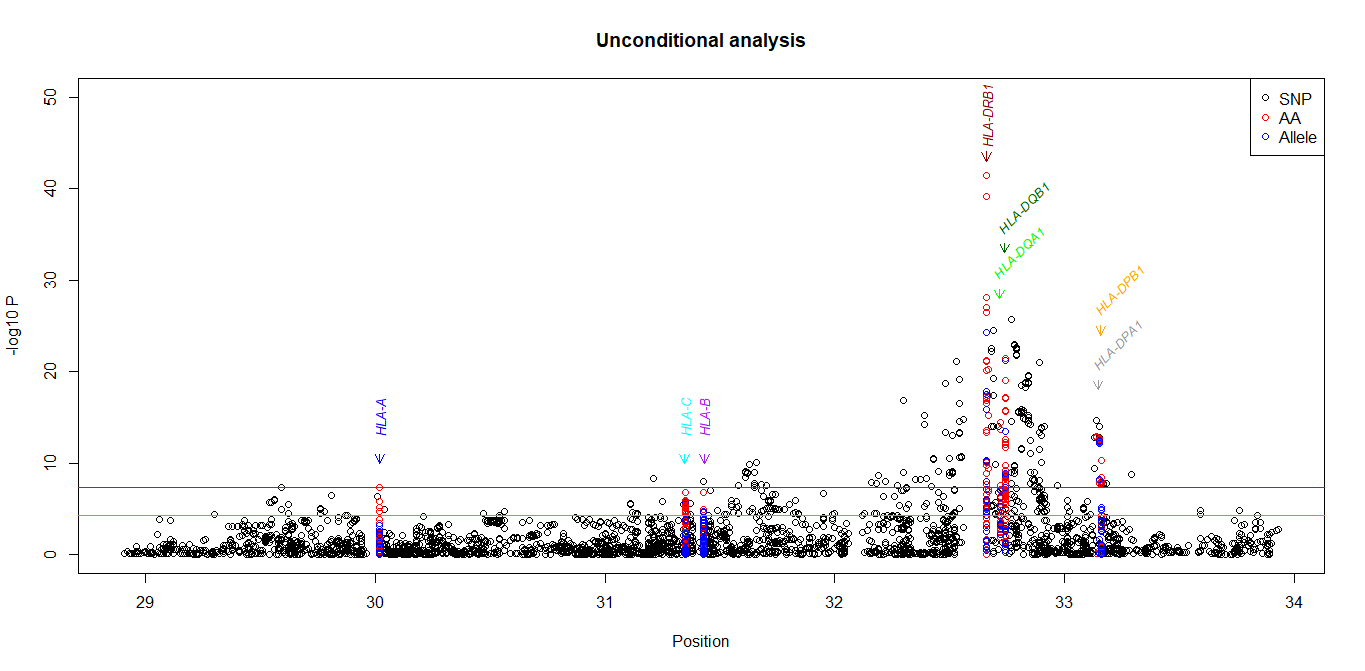 Unconditional analysis
SNP
AA
Allele
HLA-DRB1
HLA-DQB1
HLA-DQA1
HLA-DPB1
HLA-DPA1
HLA-A
HLA-C
HLA-B
-log10 P
50
40
30
20
10
0
29
30
31
32
33
34
Position